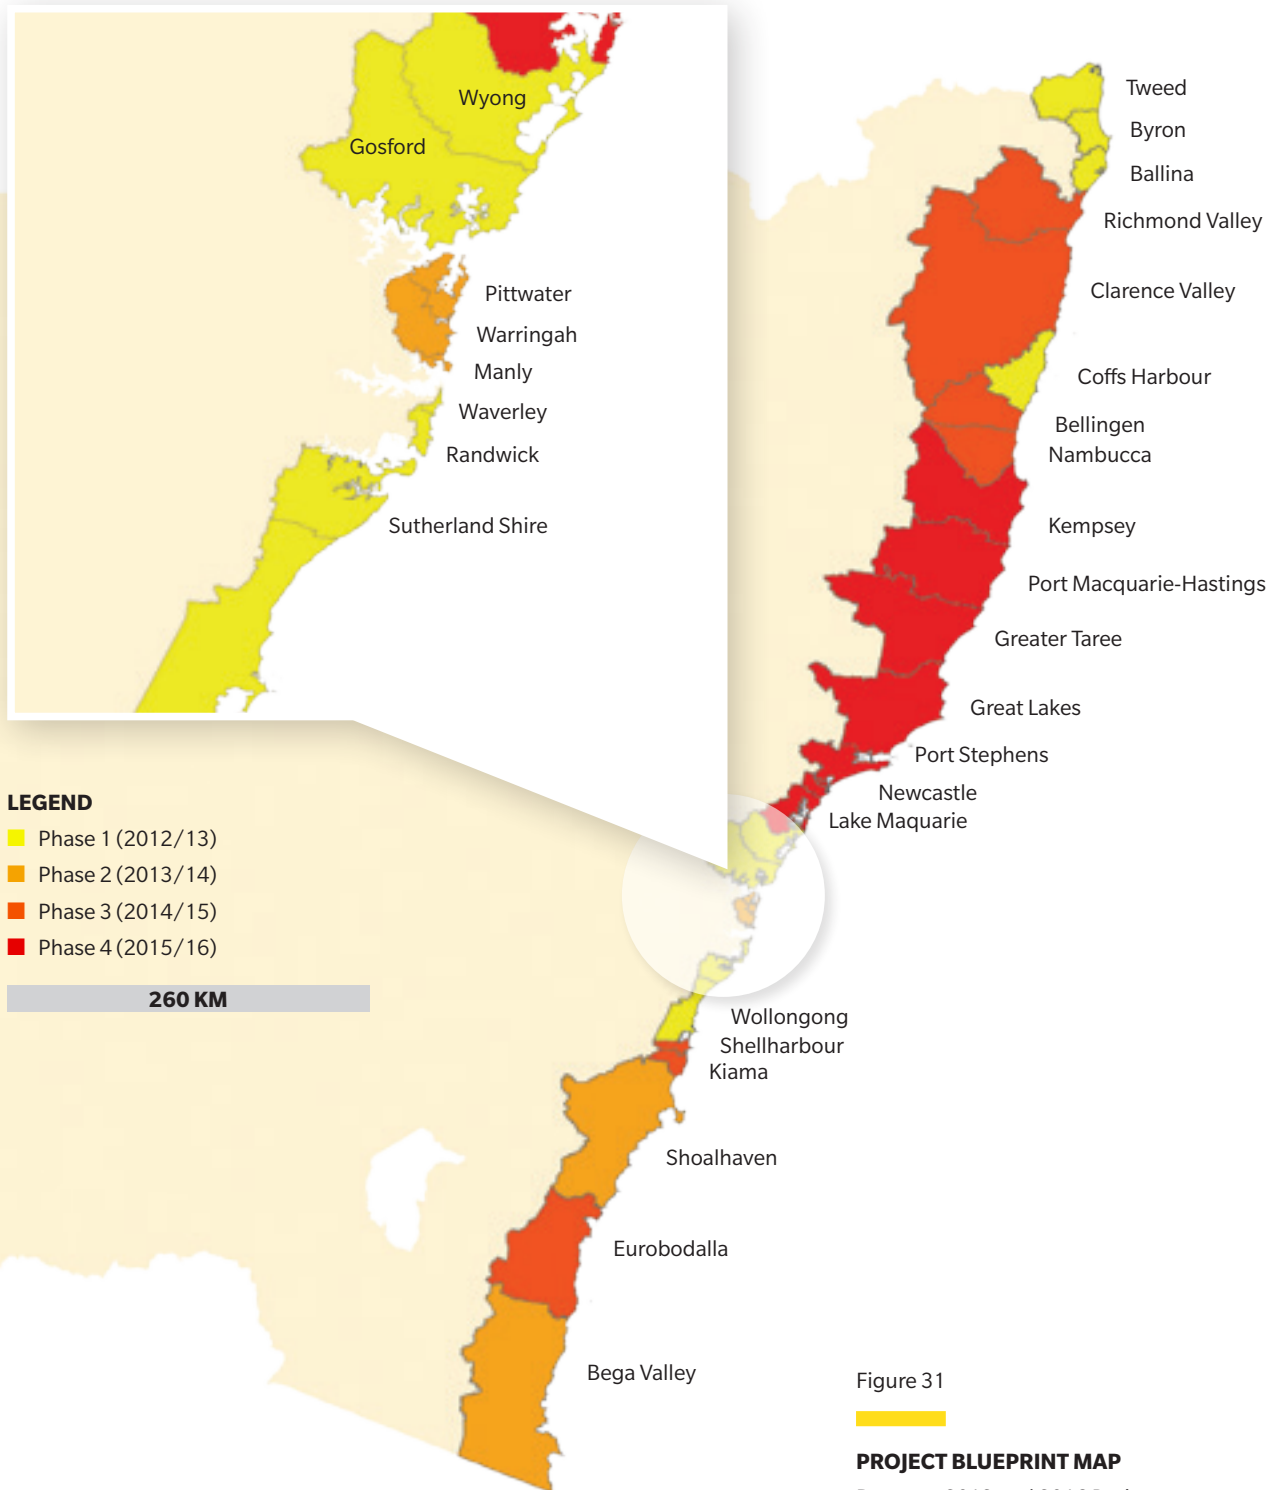 Wyong
Gosford
Pittwater
Warringah
Manly
Waverley
Randwick
Sutherland Shire
Tweed
Byron
Ballina
Richmond Valley
Clarence Valley
Coffs Harbour
Bellingen
Nambucca
Kempsey
Port Macquarie-Hastings
Greater Taree
Great Lakes
Port Stephens
Newcastle
Lake Maquarie
LEGEND
Phase 1 (2012/13)
Phase 2 (2013/14)
Phase 3 (2014/15)
Phase 4 (2015/16)
260 KM
Wollongong
Shellharbour
Kiama
Shoalhaven
Eurobodalla
Bega Valley
Figure 31
PROJECT BLUEPRINT MAP